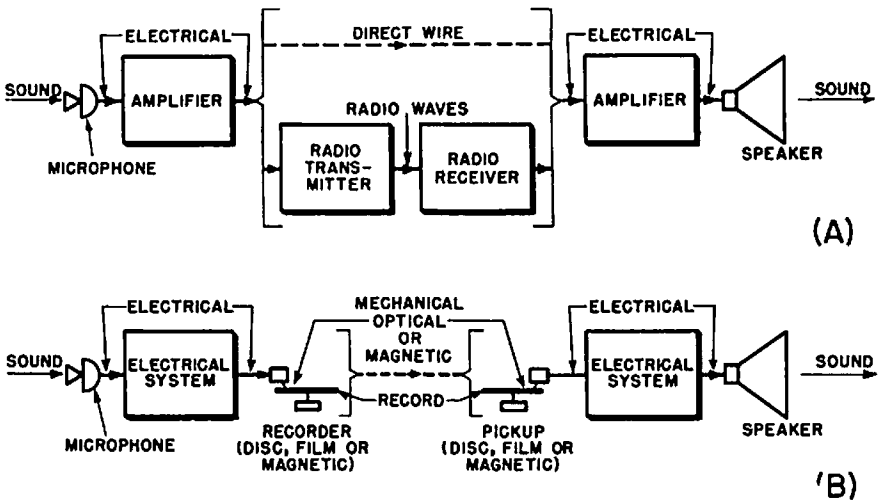 ELECTRICAL
DIRECT WIRE
ELECTRICAL
SOUND
AMPLIFIER
AMPLIFIER
SOUND
RADIO WAVES
MICROPHONE
RADIO
TRANS-
MITTER
RADIO
RECEIVER
SPEAKER
(A)
ELECTRICAL
MECHANICAL
OPTICAL
OR
MAGNETIC
ELECTRICAL
SOUND
ELECTRICAL
SYSTEM
ELECTRICAL
SYSTEM
SOUND
RECORD
MICROPHONE
RECORDER
(DISC, FILM OR
MAGNETIC)
PICKUP
(DISC, FILM OR
MAGNETIC)
SPEAKER
'B)